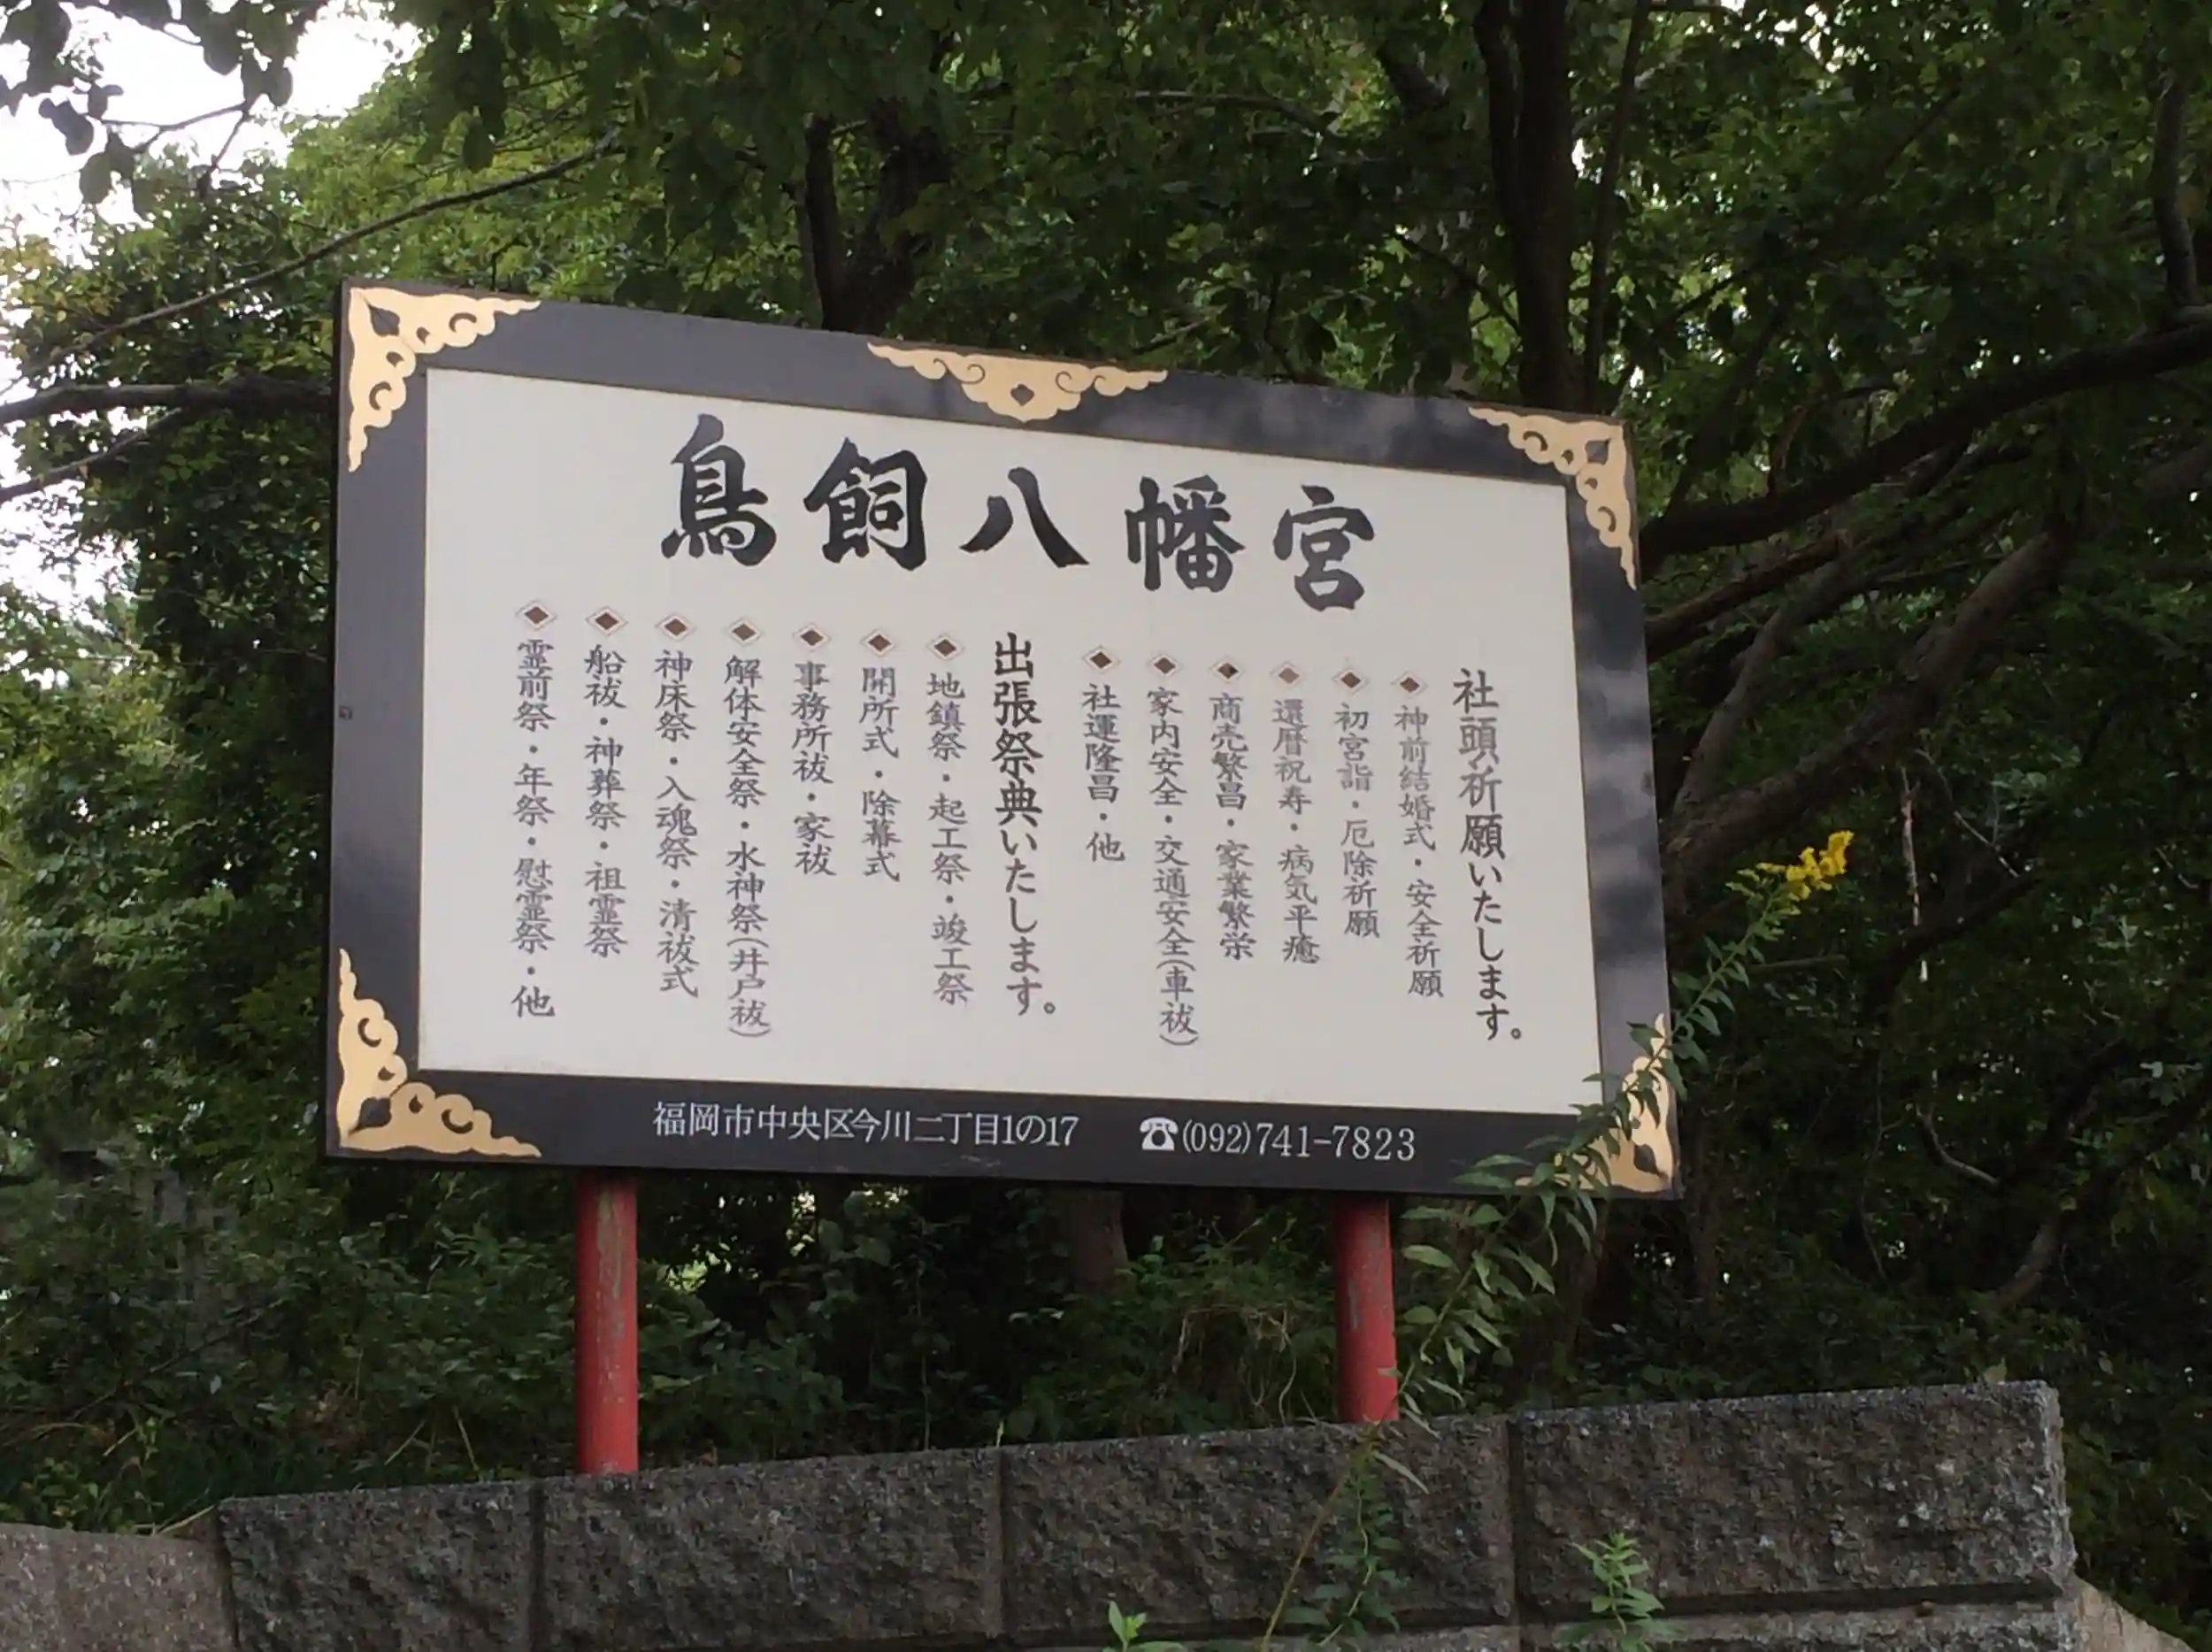 鳥飼八幡宮
社頭祈願いたします。
神前結婚式・安全祈願
初宮詣・厄除祈願
還暦祝寿・病気平癒
商売繁昌・家業繁栄
家内安全・交通安全(車祓)
社運隆昌・他
出張祭典いたします。
地鎮祭・起工祭・竣工祭
開所式・除幕式
事務所祓・家祓
解体安全祭・水神祭(井戸祓)
神床祭・入魂祭・清祓式
船祓・神葬祭・祖霊祭
霊前祭・年祭・慰霊祭・他
福岡市中央区今川二丁目1の17 ☎(092)741-7823